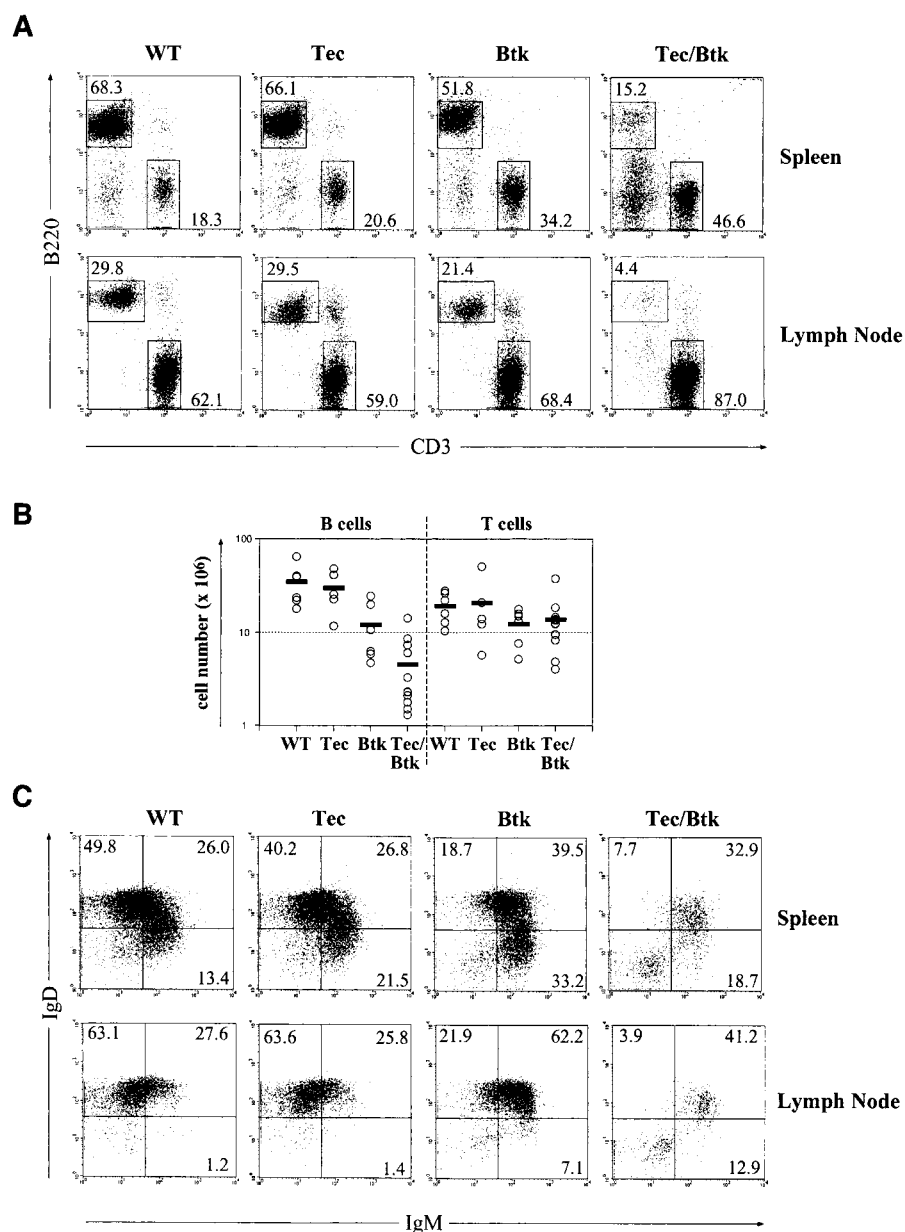 A
WT Tec Btk Tec/Btk
68.3 66.1 51.8 15.2
Spleen
18.3 20.6 34.2 46.6
B220
29.8 29.5 21.4 4.4
Lymph Node
62.1 59.0 68.4 87.0
CD3
B
B cells T cells
cell number (x 10⁶)
100
10
1
WT Tec Btk Tec/ WT Tec Btk Tec/
Btk Btk
C
WT Tec Btk Tec/Btk
49.8 26.0 40.2 26.8 18.7 39.5 7.7 32.9
Spleen
13.4 21.5 33.2 18.7
IgD
63.1 27.6 63.6 25.8 21.9 62.2 3.9 41.2
Lymph Node
1.2 1.4 7.1 12.9
IgM